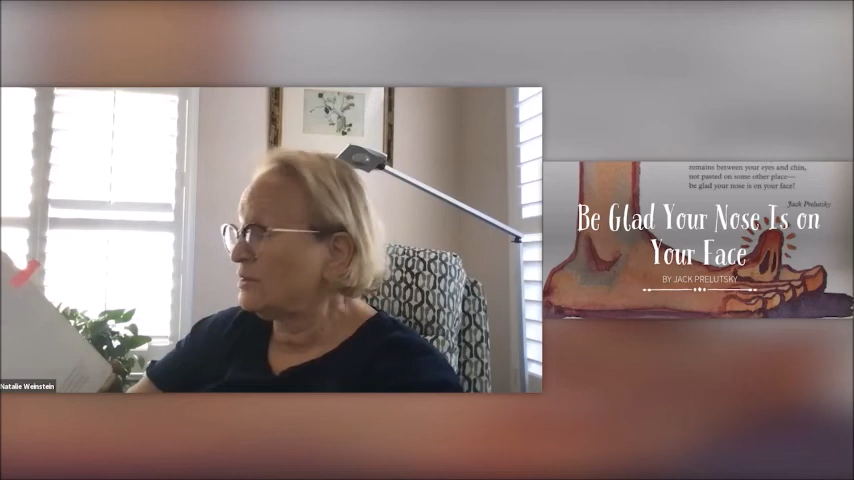 remains between your eyes and chin,
not pasted on some other place—
be glad your nose is on your face!
Jack Prelutsky
Be Glad Your Nose Is on
Your Face
BY JACK PRELUTSKY
Natalie Weinstein